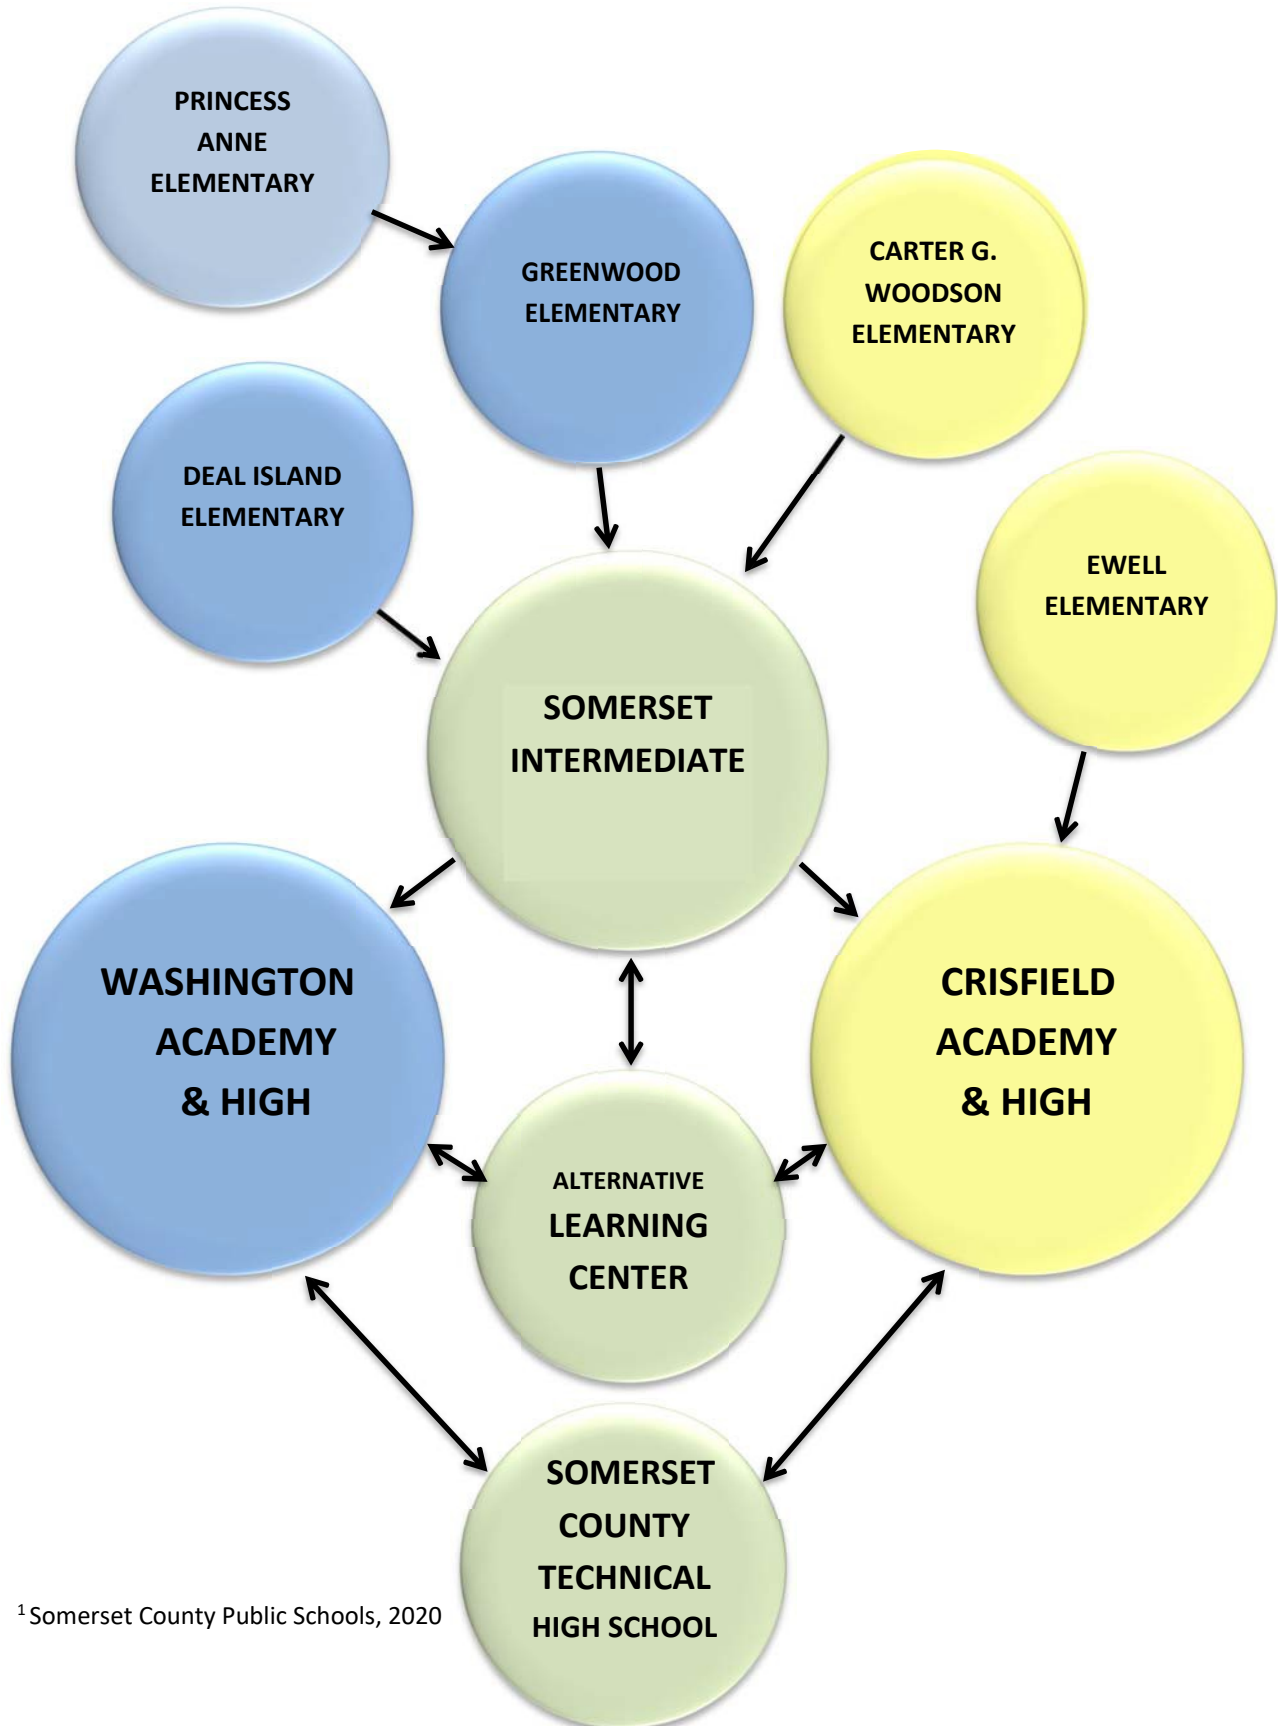 PRINCESS
ANNE
ELEMENTARY
GREENWOOD
ELEMENTARY
CARTER G.
WOODSON
ELEMENTARY
DEAL ISLAND
ELEMENTARY
EWELL
ELEMENTARY
SOMERSET
INTERMEDIATE
WASHINGTON
ACADEMY
& HIGH
CRISFIELD
ACADEMY
& HIGH
ALTERNATIVE
LEARNING
CENTER
SOMERSET
COUNTY
TECHNICAL
HIGH SCHOOL
1 Somerset County Public Schools, 2020